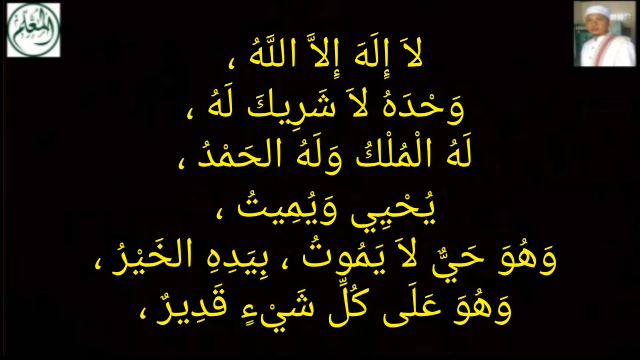 لاَ إِلَهَ إِلاَّ اللَّهُ ،
وَحْدَهُ لاَ شَرِيكَ لَهُ ،
لَهُ الْمُلْكُ وَلَهُ الحَمْدُ ،
يُحْيِي وَيُمِيتُ ،
وَهُوَ حَيٌّ لاَ يَمُوتُ ، بِيَدِهِ الخَيْرُ ،
وَهُوَ عَلَى كُلِّ شَيْءٍ قَدِيرٌ ،